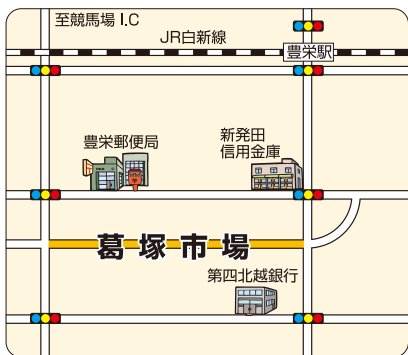 至競馬場 I.C
JR白新線
豊栄駅
豊栄郵便局
新発田
信用金庫
葛塚市場
第四北越銀行